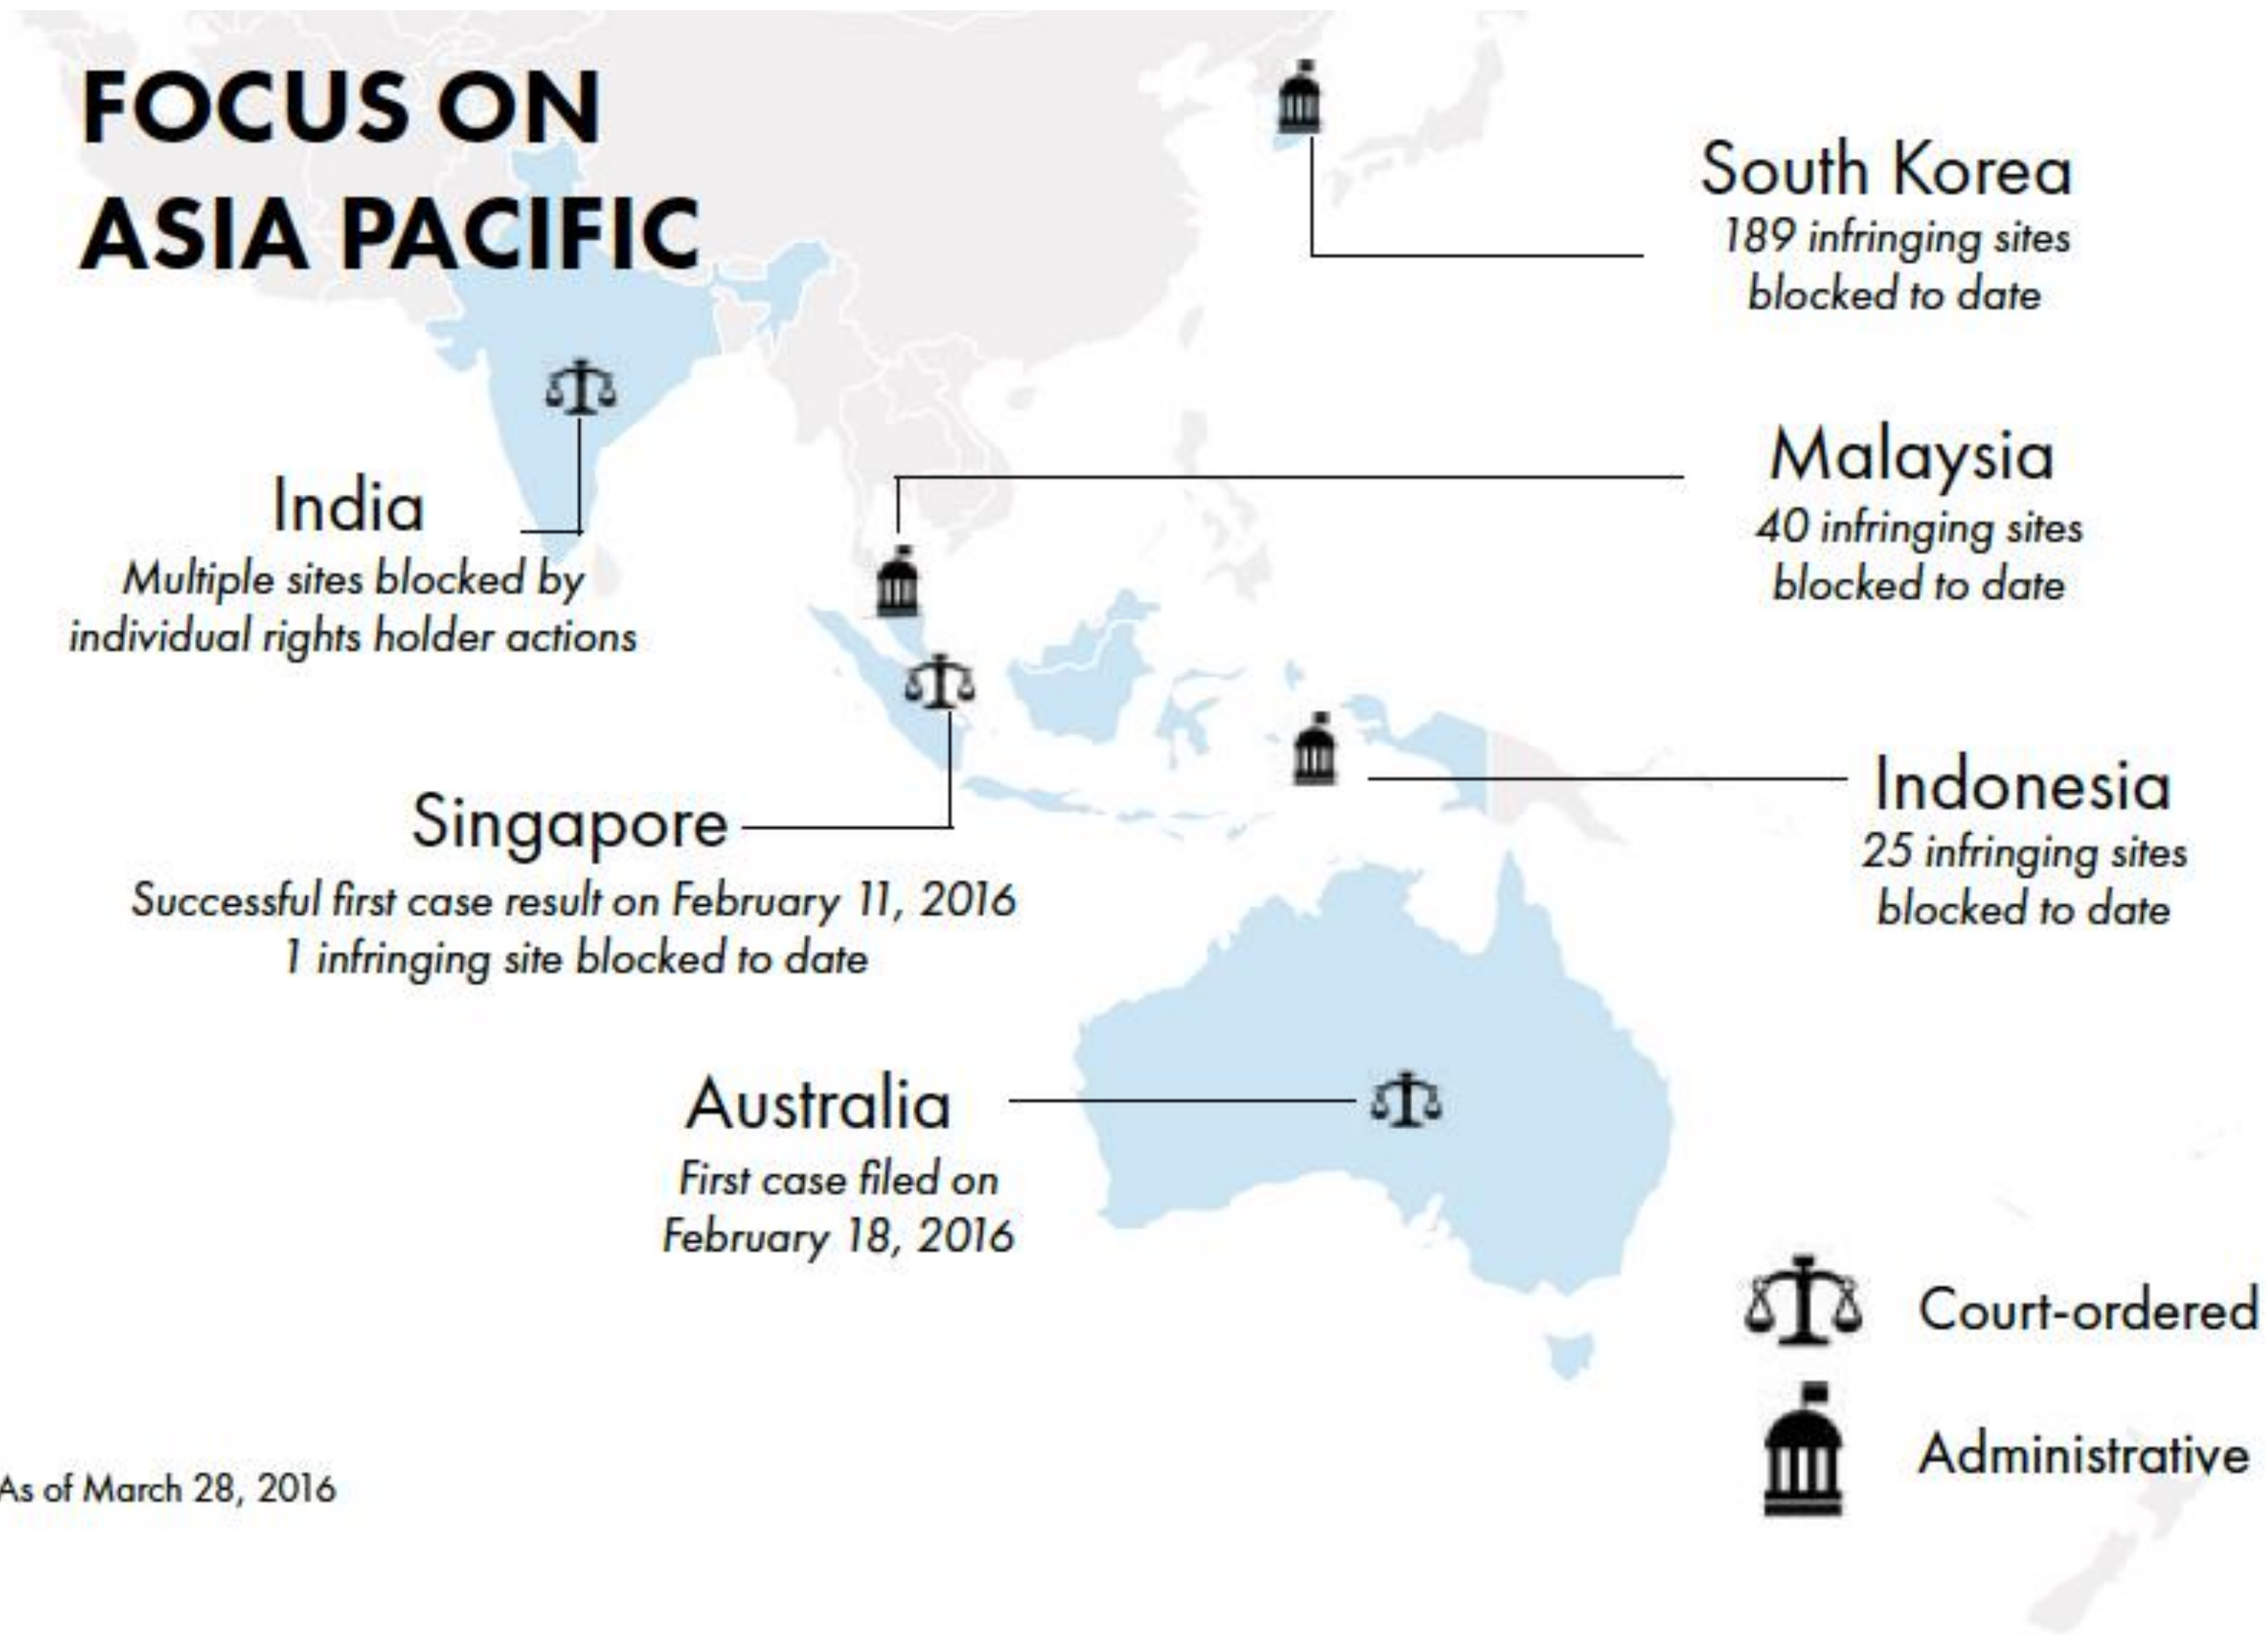 FOCUS ON
ASIA PACIFIC
South Korea
189 infringing sites
blocked to date
Malaysia
40 infringing sites
blocked to date
India
Multiple sites blocked by
individual rights holder actions
Indonesia
25 infringing sites
blocked to date
Singapore
Successful first case result on February 11, 2016
1 infringing site blocked to date
Australia
First case filed on
February 18, 2016
Court-ordered
Administrative
As of March 28, 2016